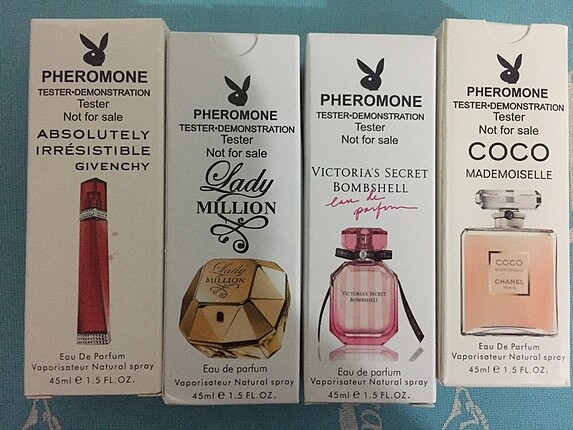 PHEROMONE
TESTER•DEMONSTRATION
Tester
Not for sale
ABSOLUTELY
IRRÉSISTIBLE
GIVENCHY
Eau De Parfum
Vaporisateur Natural spray
45ml ℮ 1.5 FL.OZ.
PHEROMONE
TESTER•DEMONSTRATION
Tester
Not for sale
Lady
MILLION
Lady
MILLION
Eau de parfum
Vaporisateur Natural spray
45ml ℮ 1.5 FL.OZ.
PHEROMONE
TESTER•DEMONSTRATION
Tester
Not for sale
VICTORIA'S SECRET
BOMBSHELL
eau de
parfum
VICTORIA'S SECRET
BOMBSHELL
Eau de parfum
Vaporisateur Natural spray
45ml ℮ 1.5 FL.OZ.
PHEROMONE
TESTER•DEMONSTRATION
Tester
Not for sale
COCO
MADEMOISELLE
COCO
MADEMOISELLE
CHANEL
PARIS
Eau De Parfum
Vaporisateur Natural spray
45ml ℮ 1.5 FL.OZ.